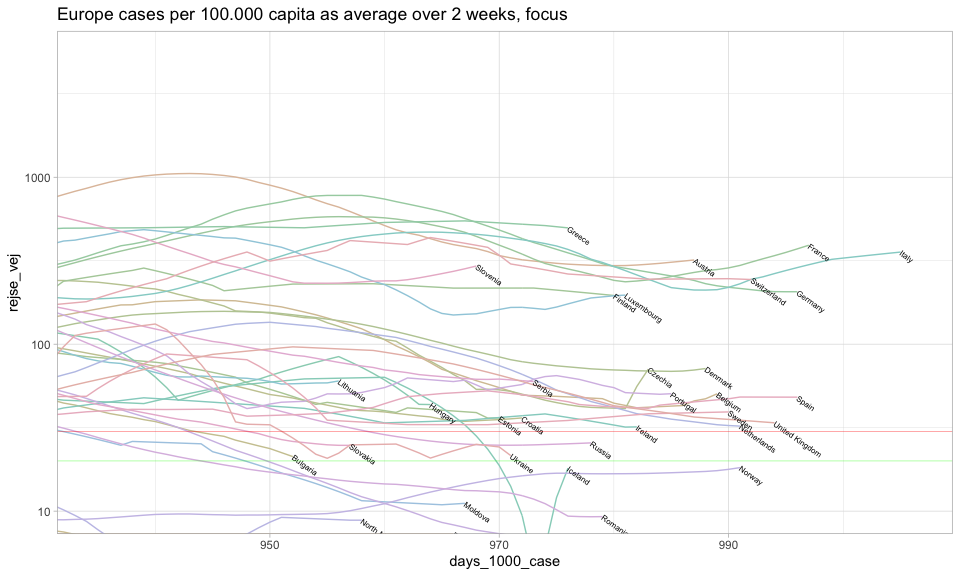 Europe cases per 100.000 capita as average over 2 weeks, focus
rejse_vej
1000
100
10
Greece
France
Italy
Austria
Slovenia
Switzerland
Germany
Luxembourg
Finland
Czechy
Denmark
Serbia
Lithuania
Portugal
Belgium
Spain
Hungary
Sweden
Estonia
Croatia
Ireland
Netherlands
United Kingdom
Slovakia
Russia
Bulgaria
Ukraine
Iceland
Norway
Moldova
North
Romania
950
970
990
days_1000_case